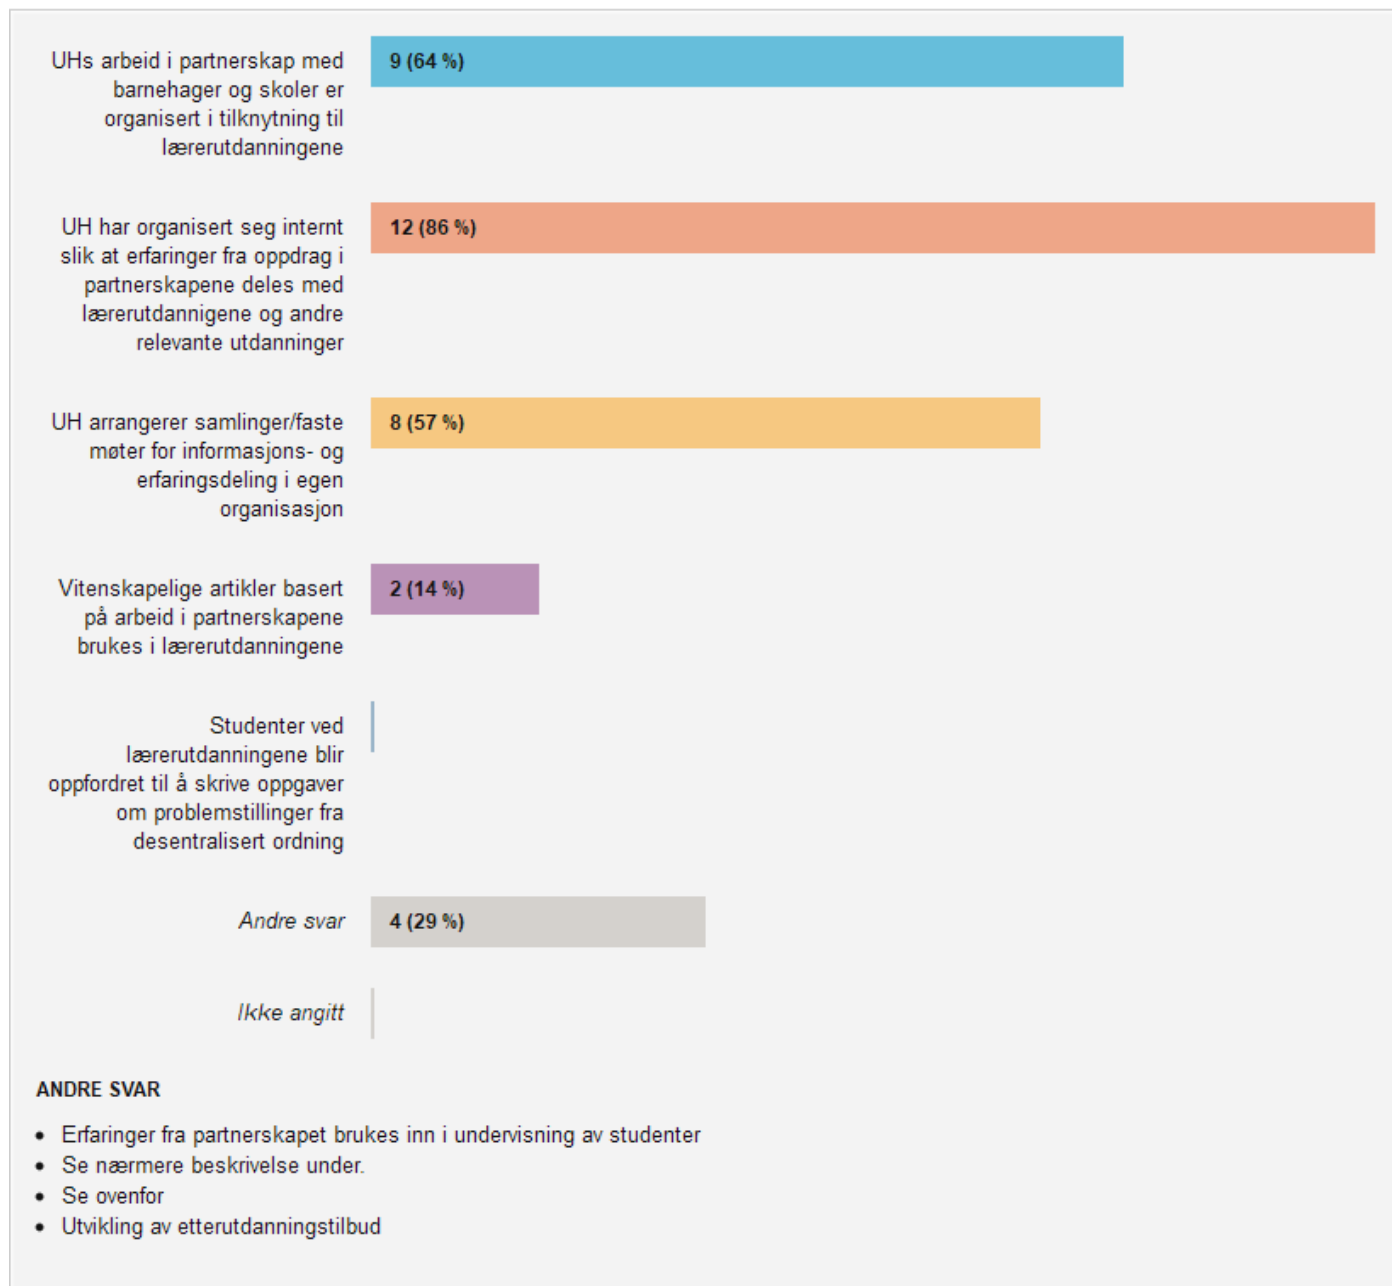 UHs arbeid i partnerskap med
barnehager og skoler er
organisert i tilknytning til
lærerutdanningene
9 (64 %)
UH har organisert seg internt
slik at erfaringer fra oppdrag i
partnerskapene deles med
lærerutdannigene og andre
relevante utdanninger
12 (86 %)
UH arrangerer samlinger/faste
møter for informasjons- og
erfaringsdeling i egen
organisasjon
8 (57 %)
Vitenskapelige artikler basert
på arbeid i partnerskapene
brukes i lærerutdanningene
2 (14 %)
Studenter ved
lærerutdanningene blir
oppfordret til å skrive oppgaver
om problemstillinger fra
desentralisert ordning
Andre svar
4 (29 %)
Ikke angitt
ANDRE SVAR
• Erfaringer fra partnerskapet brukes inn i undervisning av studenter
• Se nærmere beskrivelse under.
• Se ovenfor
• Utvikling av etterutdanningstilbud